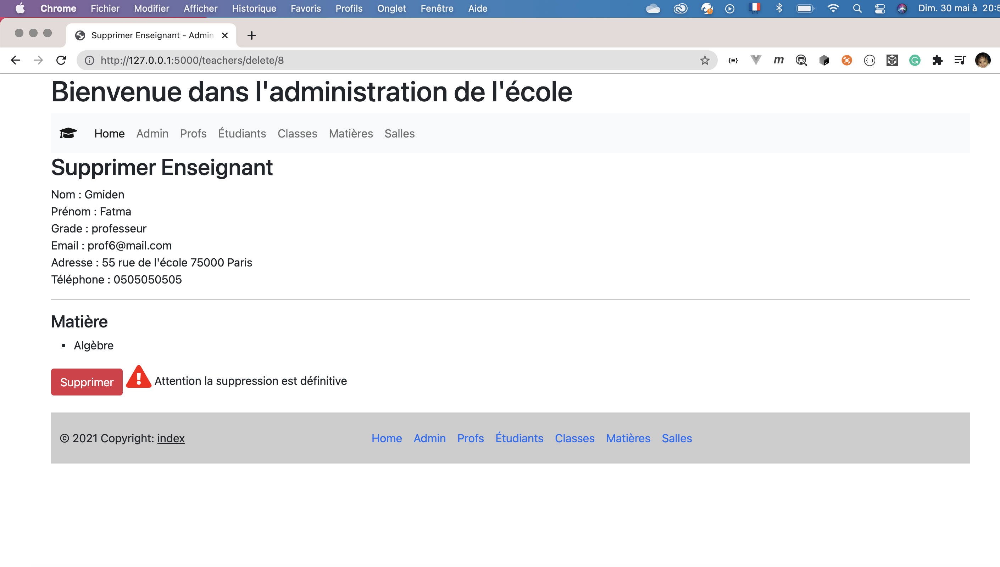 Chrome Fichier Modifier Afficher Historique Favoris Profils Onglet Fenêtre Aide 123 Dim. 30 mai à 20:5
Supprimer Enseignant - Admin
http://127.0.0.1:5000/teachers/delete/8
Bienvenue dans l'administration de l'école
Home Admin Profs Étudiants Classes Matières Salles
Supprimer Enseignant
Nom : Gmiden
Prénom : Fatma
Grade : professeur
Email : prof6@mail.com
Adresse : 55 rue de l'école 75000 Paris
Téléphone : 0505050505
Matière
• Algèbre
Supprimer Attention la suppression est définitive
© 2021 Copyright: index Home Admin Profs Étudiants Classes Matières Salles